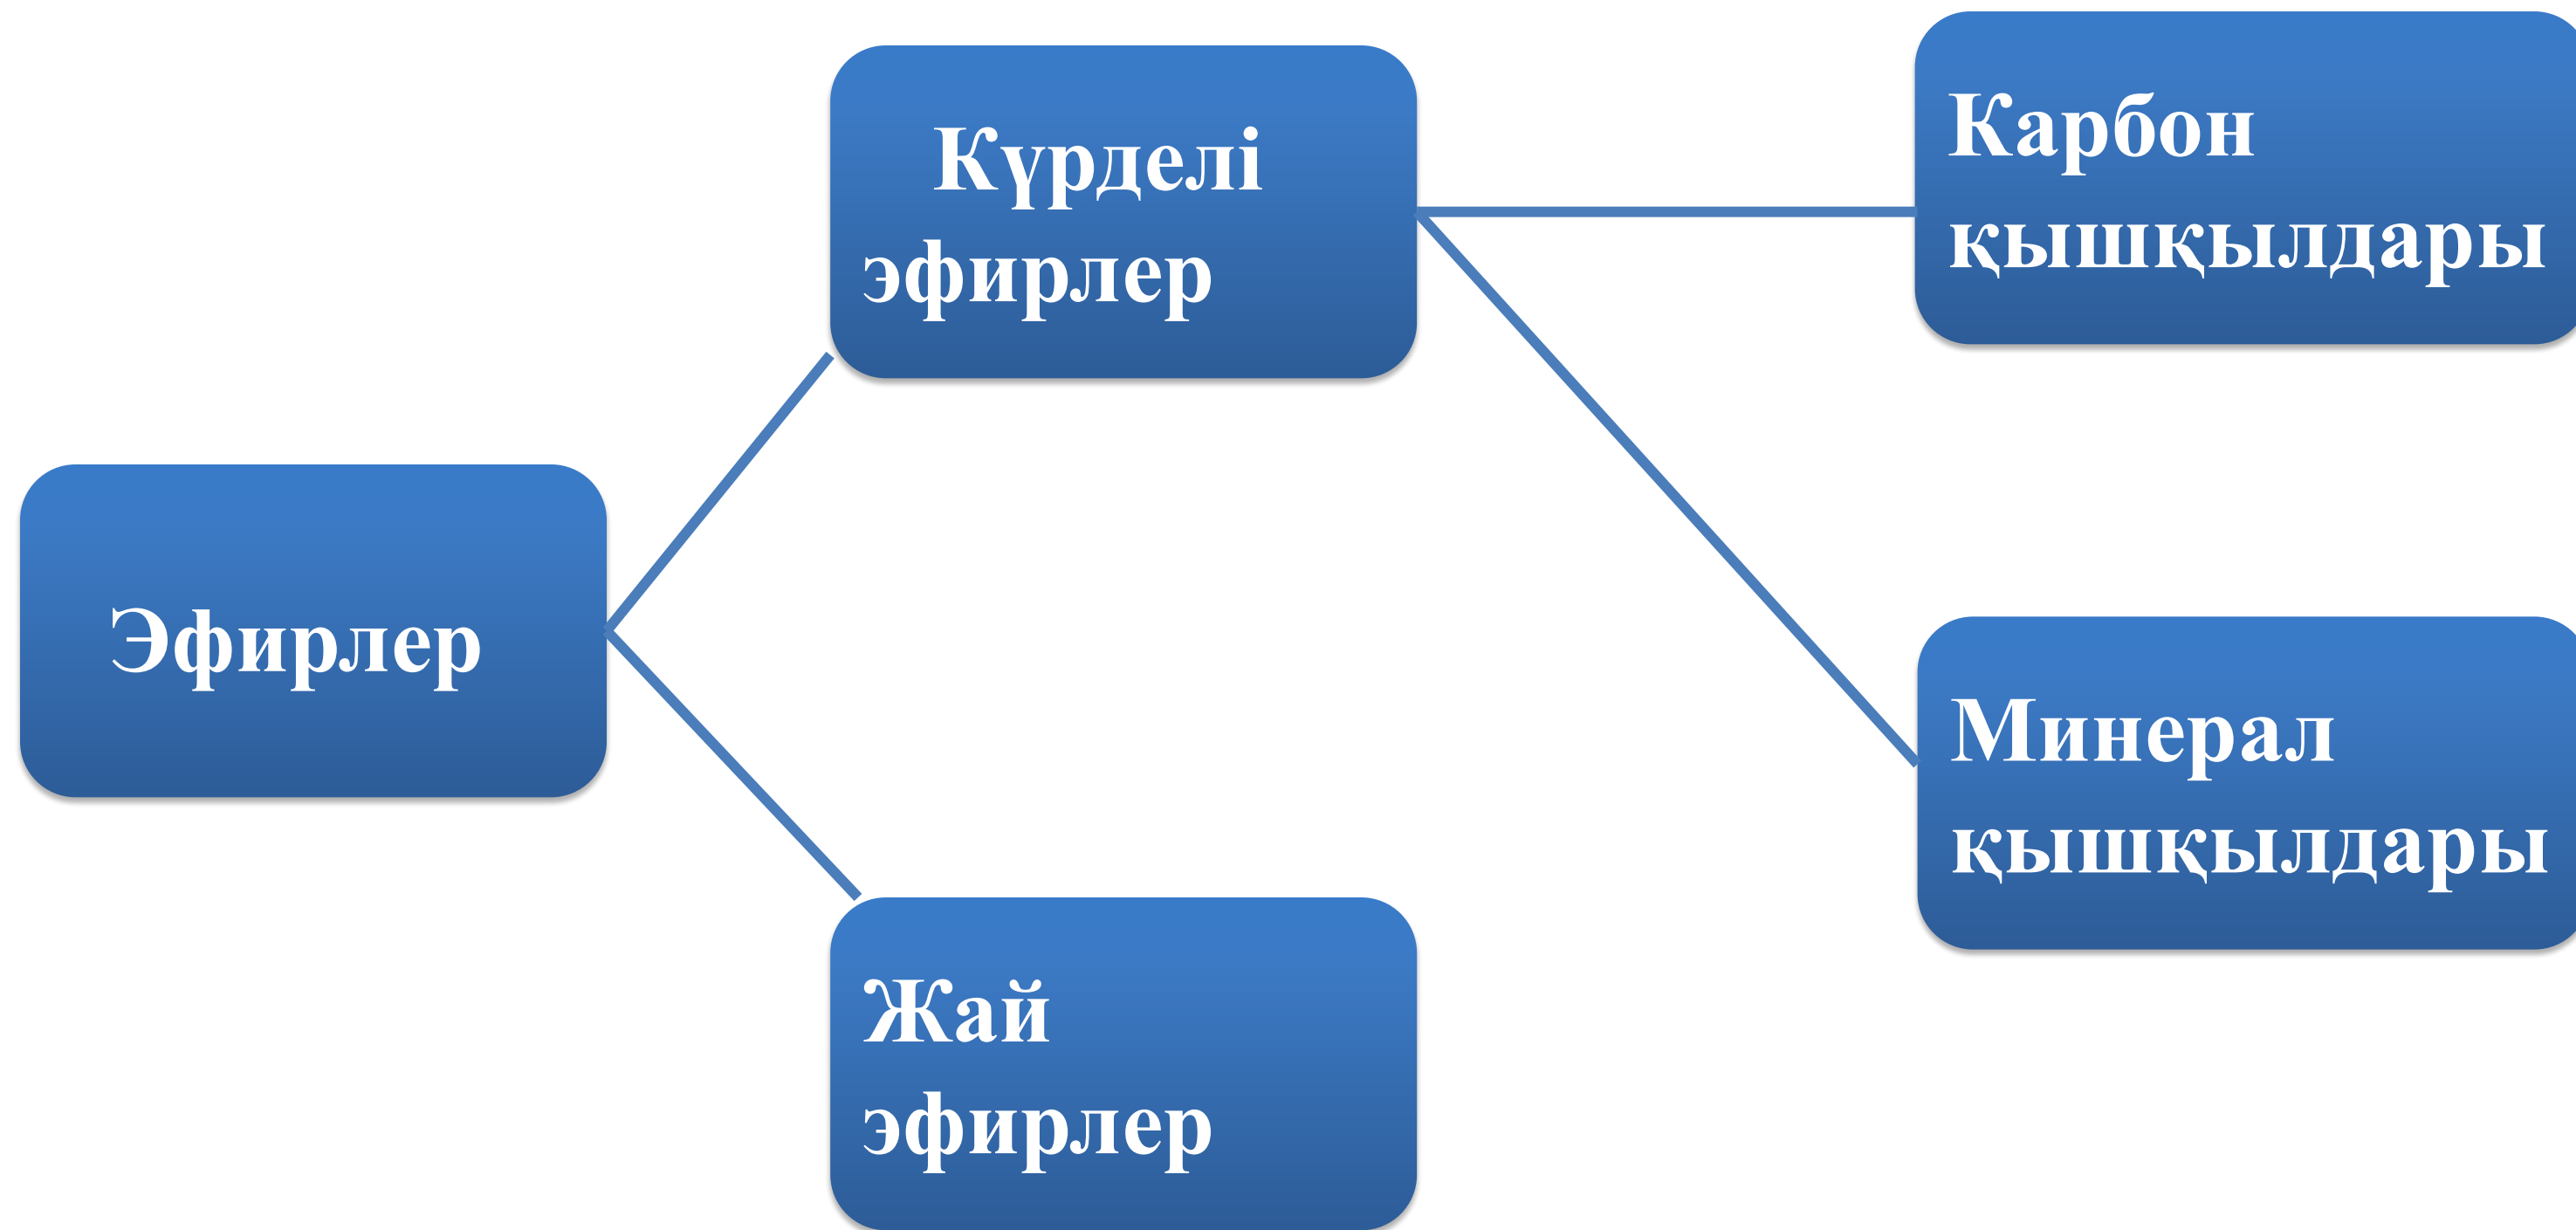 Күрделі
эфирлер
Карбон
қышқылдары
Эфирлер
Минерал
қышқылдары
Жай
эфирлер